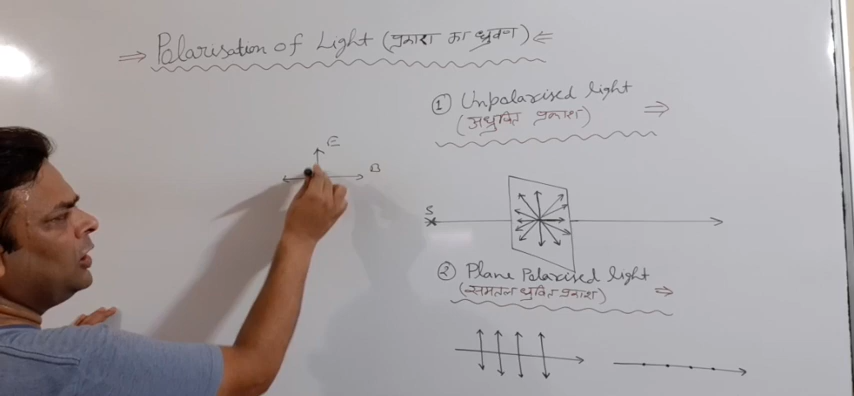 ⇒ Polarisation of Light (प्रकाश का ध्रुवण) ⇐
① Unpolarised light ⇒
(अध्रुवित प्रकाश)
E
B
S
② Plane Polarised light
(समतल ध्रुवित प्रकाश) ⇒